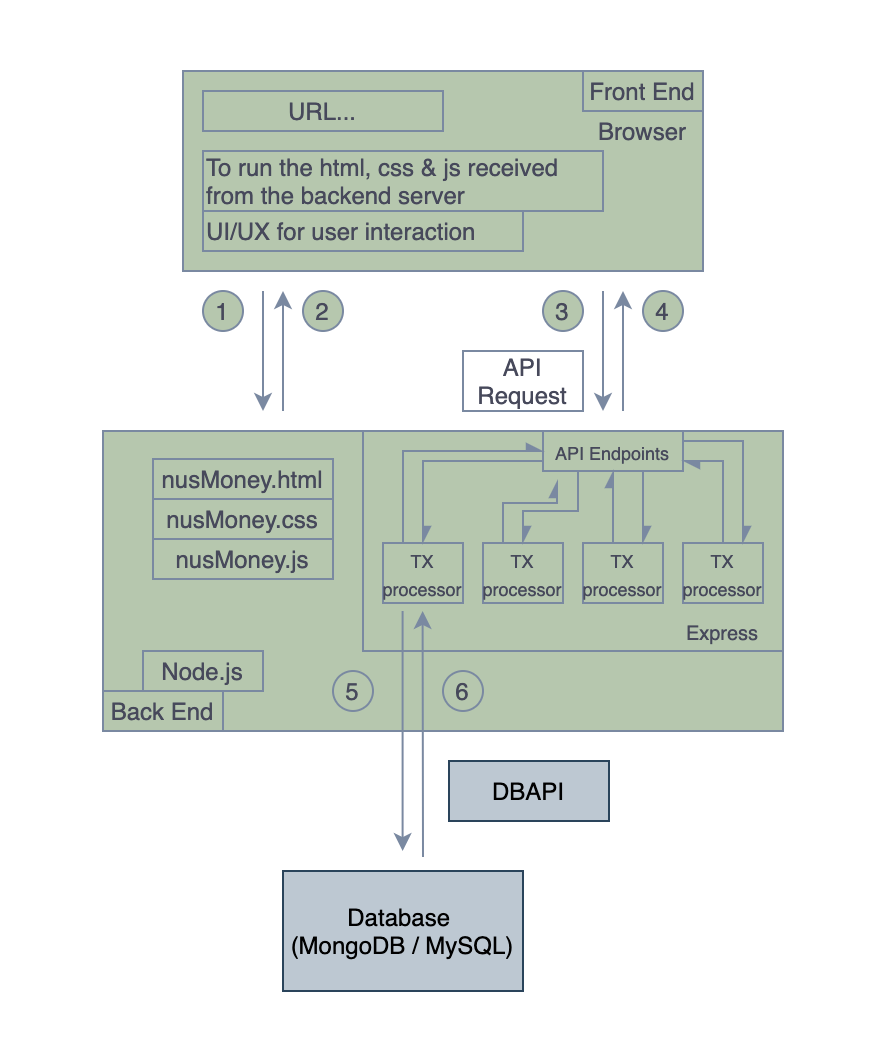 Front End
URL...
Browser
To run the html, css & js received
from the backend server
UI/UX for user interaction
1
2
3
4
API
Request
API Endpoints
nusMoney.html
nusMoney.css
nusMoney.js
TX
processor
TX
processor
TX
processor
TX
processor
Express
Node.js
5
6
Back End
DBAPI
Database
(MongoDB / MySQL)